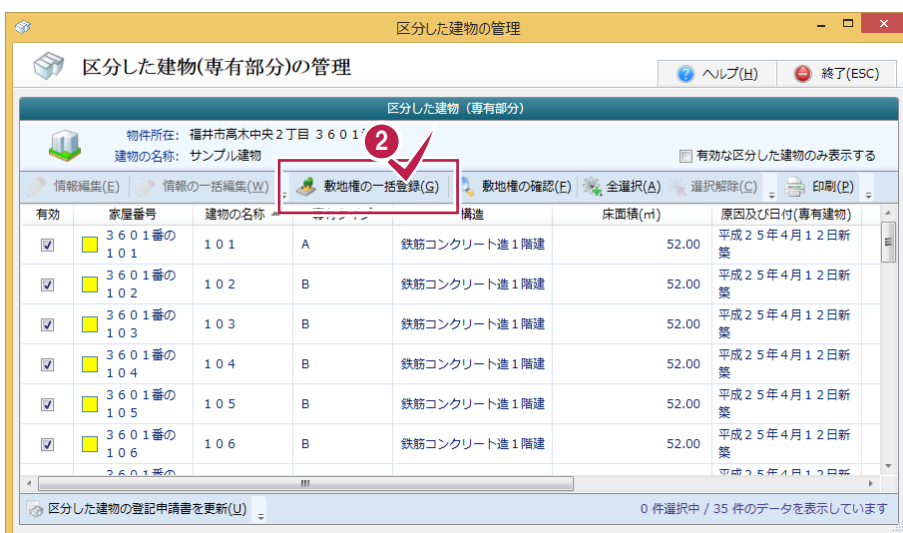 区分した建物の管理
区分した建物(専有部分)の管理
ヘルプ(H) 終了(ESC)
区分した建物（専有部分）
物件所在: 福井市高木中央２丁目 ３６０１
2
建物の名称: サンプル建物 有効な区分した建物のみ表示する
情報編集(E) 情報の一括編集(W) 敷地権の一括登録(G) 敷地権の確認(F) 全選択(A) 選択解除(C) 印刷(P)
有効 家屋番号 建物の名称 専有タイプ 構造 床面積(㎡) 原因及び日付(専有建物)
３６０１番の
１０１ １０１ A 鉄筋コンクリート造１階建 52.00 平成２５年４月１２日新
築
３６０１番の
１０２ １０２ B 鉄筋コンクリート造１階建 52.00 平成２５年４月１２日新
築
３６０１番の
１０３ １０３ B 鉄筋コンクリート造１階建 52.00 平成２５年４月１２日新
築
３６０１番の
１０４ １０４ B 鉄筋コンクリート造１階建 52.00 平成２５年４月１２日新
築
３６０１番の
１０５ １０５ B 鉄筋コンクリート造１階建 52.00 平成２５年４月１２日新
築
３６０１番の
１０６ １０６ B 鉄筋コンクリート造１階建 52.00 平成２５年４月１２日新
築
３６０１番の 平成２５年４月１２日新
区分した建物の登記申請書を更新(U) 0 件選択中 / 35 件のデータを表示しています